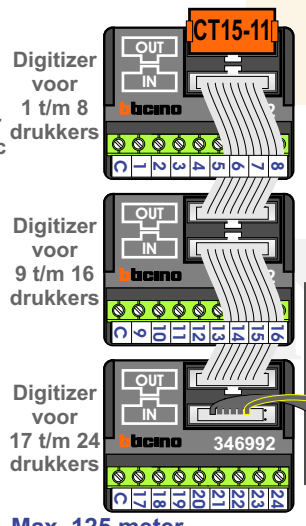 CT15-11
Digitizer
voor
1 t/m 8
drukkers
OUT
IN
bticino
2
C 1 2 3 4 5 6 7 8
Digitizer
voor
9 t/m 16
drukkers
OUT
IN
bticino
2
C 9 10 11 12 13 14 15 16
Digitizer
voor
17 t/m 24
drukkers
OUT
IN
bticino
346992
C 17 18 19 20 21 22 23 24
Max. 125 meter